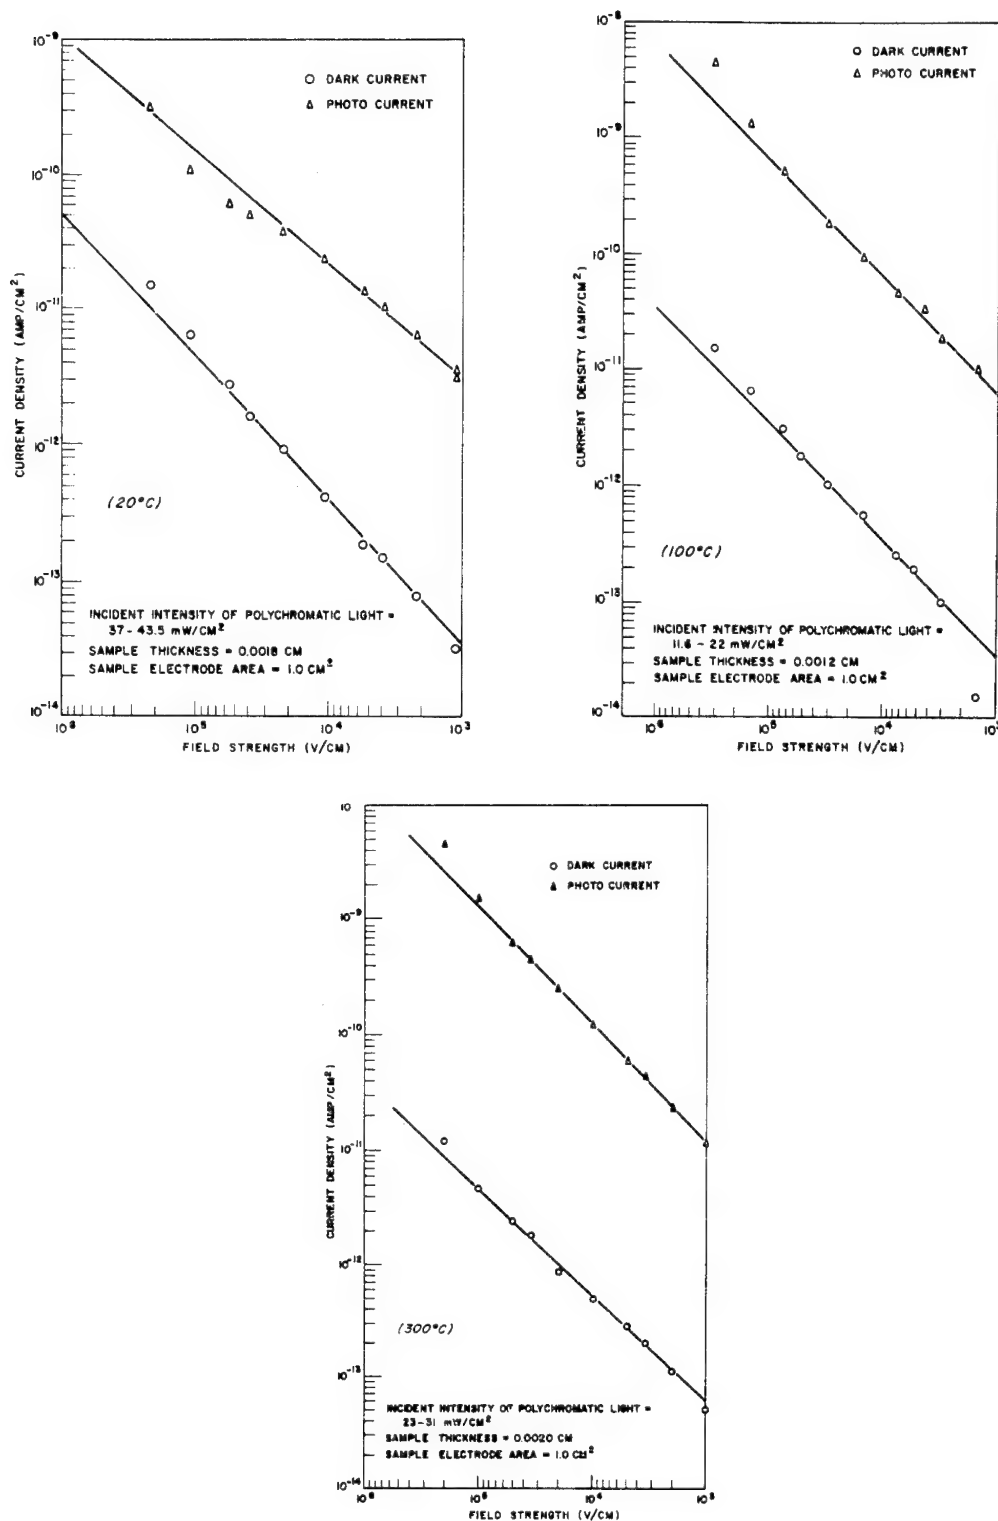 10⁻⁹
○ DARK CURRENT
△ PHOTO CURRENT
10⁻¹⁰
10⁻¹¹
10⁻¹²
10⁻¹³
10⁻¹⁴
CURRENT DENSITY (AMP/CM²)
(20°C)
INCIDENT INTENSITY OF POLYCHROMATIC LIGHT =
37 - 43.5 mW/CM²
SAMPLE THICKNESS = 0.0018 CM
SAMPLE ELECTRODE AREA = 1.0 CM²
10⁶ 10⁵ 10⁴ 10³
FIELD STRENGTH (V/CM)
10⁻⁸
○ DARK CURRENT
△ PHOTO CURRENT
10⁻⁹
10⁻¹⁰
10⁻¹¹
10⁻¹²
10⁻¹³
10⁻¹⁴
CURRENT DENSITY (AMP/CM²)
(100°C)
INCIDENT INTENSITY OF POLYCHROMATIC LIGHT =
11.6 - 22 mW/CM²
SAMPLE THICKNESS = 0.0012 CM
SAMPLE ELECTRODE AREA = 1.0 CM²
10⁶ 10⁵ 10⁴ 10³
FIELD STRENGTH (V/CM)
10
○ DARK CURRENT
▲ PHOTO CURRENT
10⁻⁹
10⁻¹⁰
10⁻¹¹
10⁻¹²
10⁻¹³
10⁻¹⁴
CURRENT DENSITY (AMP/CM²)
(300°C)
INCIDENT INTENSITY OF POLYCHROMATIC LIGHT =
23-31 mW/CM²
SAMPLE THICKNESS = 0.0020 CM
SAMPLE ELECTRODE AREA = 1.0 CM²
10⁶ 10⁵ 10⁴ 10³
FIELD STRENGTH (V/CM)